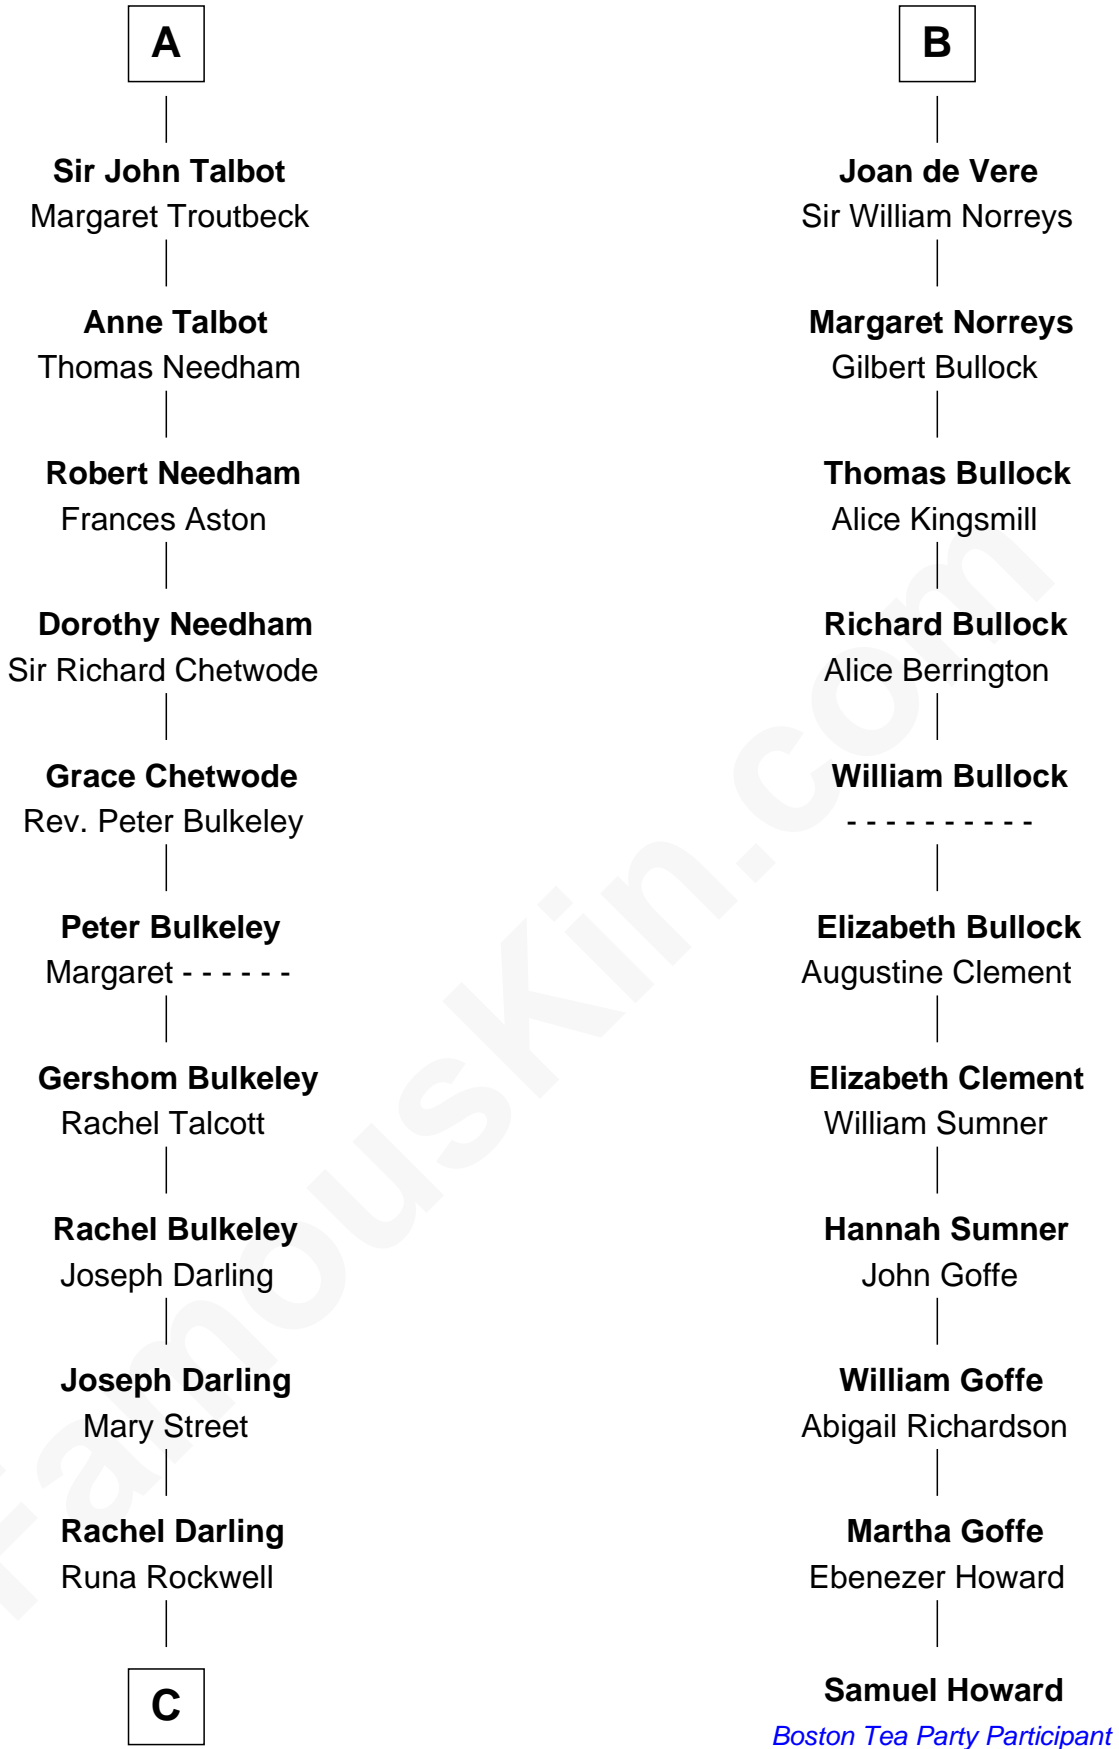 A
Sir John Talbot
Margaret Troutbeck
Anne Talbot
Thomas Needham
Robert Needham
Frances Aston
Dorothy Needham
Sir Richard Chetwode
Grace Chetwode
Rev. Peter Bulkeley
Peter Bulkeley
Margaret - - - - - -
Gershom Bulkeley
Rachel Talcott
Rachel Bulkeley
Joseph Darling
Joseph Darling
Mary Street
Rachel Darling
Runa Rockwell
C
B
Joan de Vere
Sir William Norreys
Margaret Norreys
Gilbert Bullock
Thomas Bullock
Alice Kingsmill
Richard Bullock
Alice Berrington
William Bullock
- - - - - - - - - -
Elizabeth Bullock
Augustine Clement
Elizabeth Clement
William Sumner
Hannah Sumner
John Goffe
William Goffe
Abigail Richardson
Martha Goffe
Ebenezer Howard
Samuel Howard
Boston Tea Party Participant
FamousKin.com